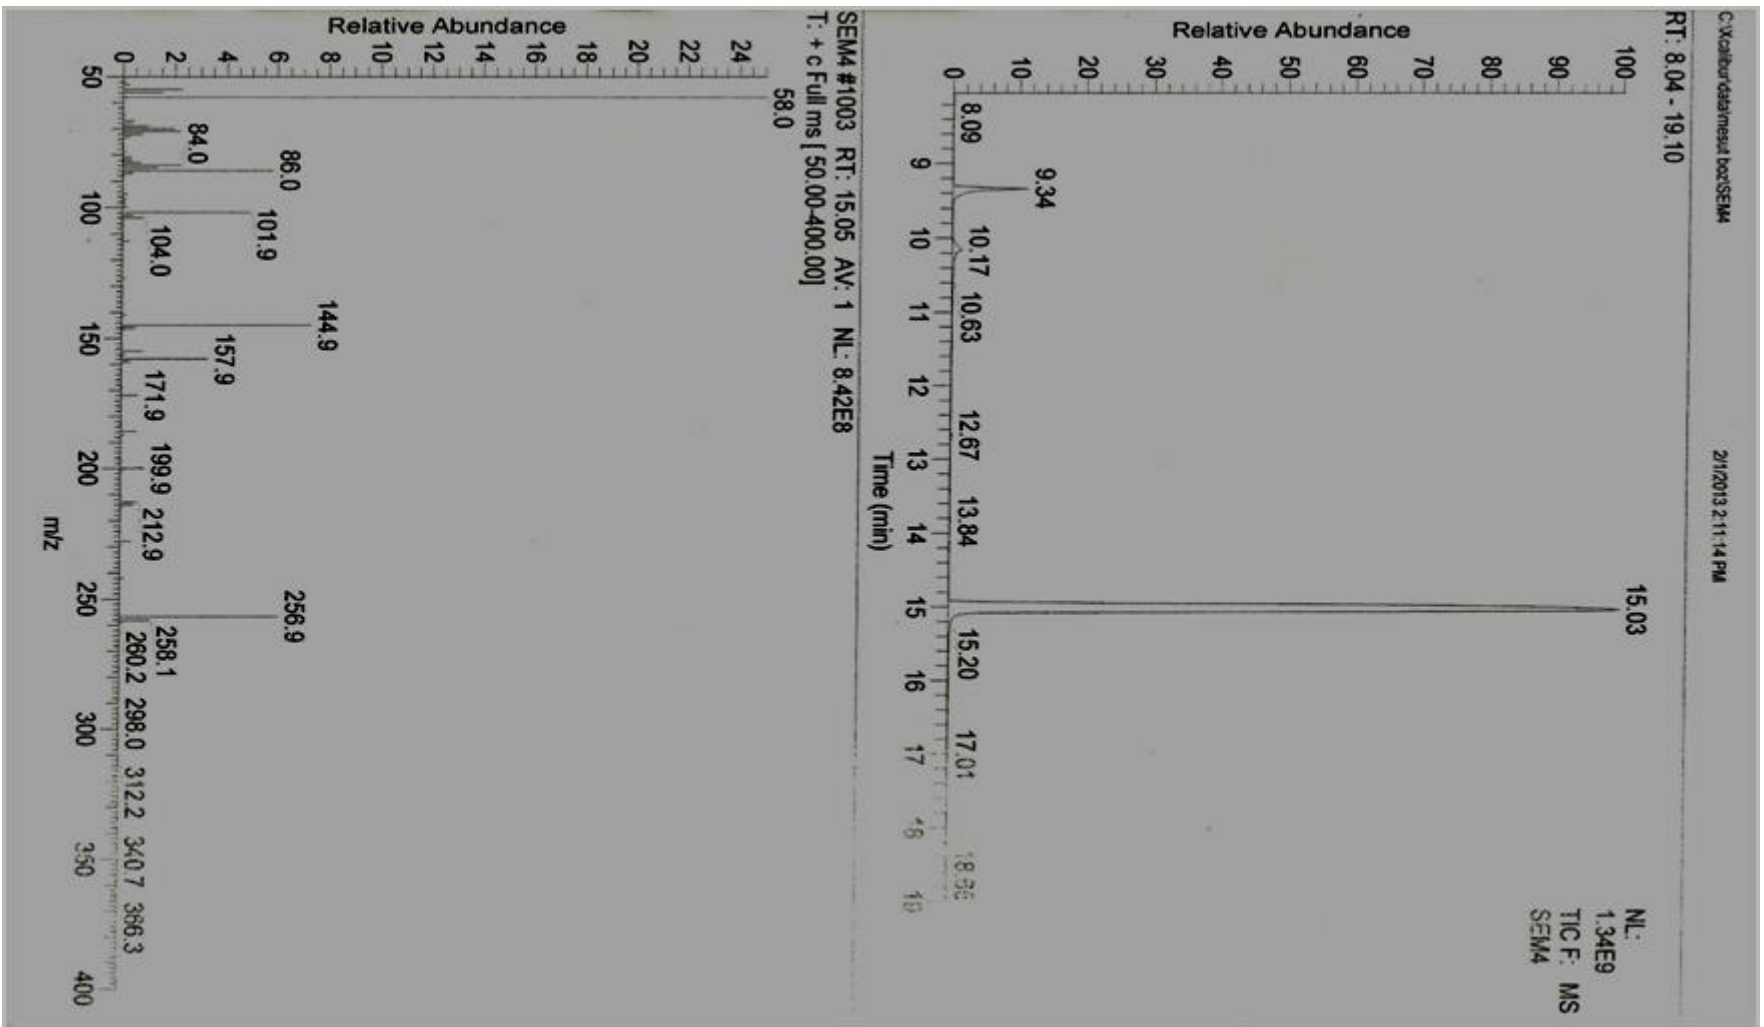 C:\Xcalibur\data\mesut boz\SEM4 2/1/2013 2:11:14 PM
RT: 8.04 - 19.10
NL:
1.34E9
TIC F: MS
SEM4
Relative Abundance
100
90
80
70
60
50
40
30
20
10
0
15.03
9.34
8.09 10.17 10.63 12.67 13.84 15.20 17.01
9 10 11 12 13 14 15 16 17 18 19
Time (min)
SEM4 #1003 RT: 15.05 AV: 1 NL: 8.42E8
T: + c Full ms [ 50.00-400.00]
Relative Abundance
24
22
20
18
16
14
12
10
8
6
4
2
0
58.0
144.9
86.0 256.9
101.9
157.9
84.0
104.0 171.9 199.9 212.9 258.1
260.2 298.0 312.2 340.7 366.3
50 100 150 200 250 300 350 400
m/z